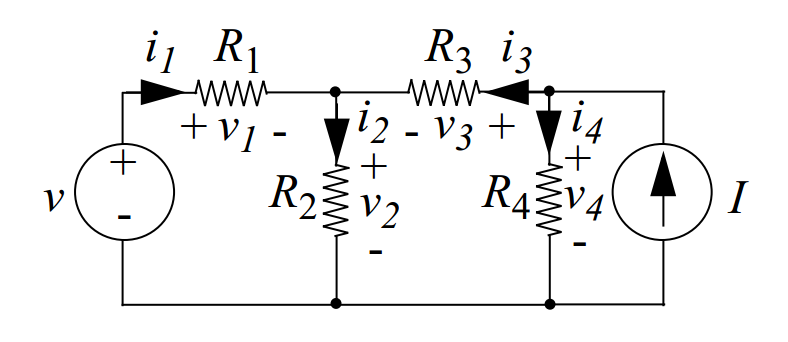 i1 R1 R3 i3
+ v1 - i2 - v3 + i4
+ + +
v R2 v2 R4 v4 I
- - -